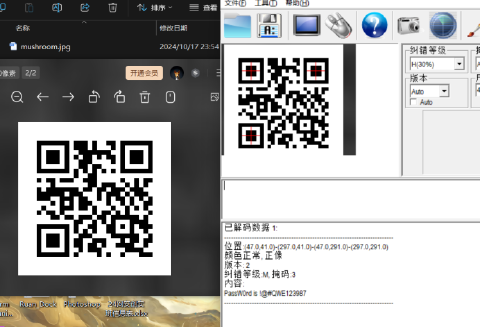 排序
查看
名称
修改日期
mushroom.jpg
2024/10/17 23:54
2/2
开通会员
Ruan Dock
Photoshop
文件(F) 工具(T) 帮助(H)
纠错等级
H(30%)
版本
Auto
Auto
已解码数据 1:
位置:(47.0,41.0)-(297.0,41.0)-(47.0,291.0)-(297.0,291.0)
颜色正常, 正像
版本: 2
纠错等级:M, 掩码:3
内容:
PassW0rd is !@#QWE123987